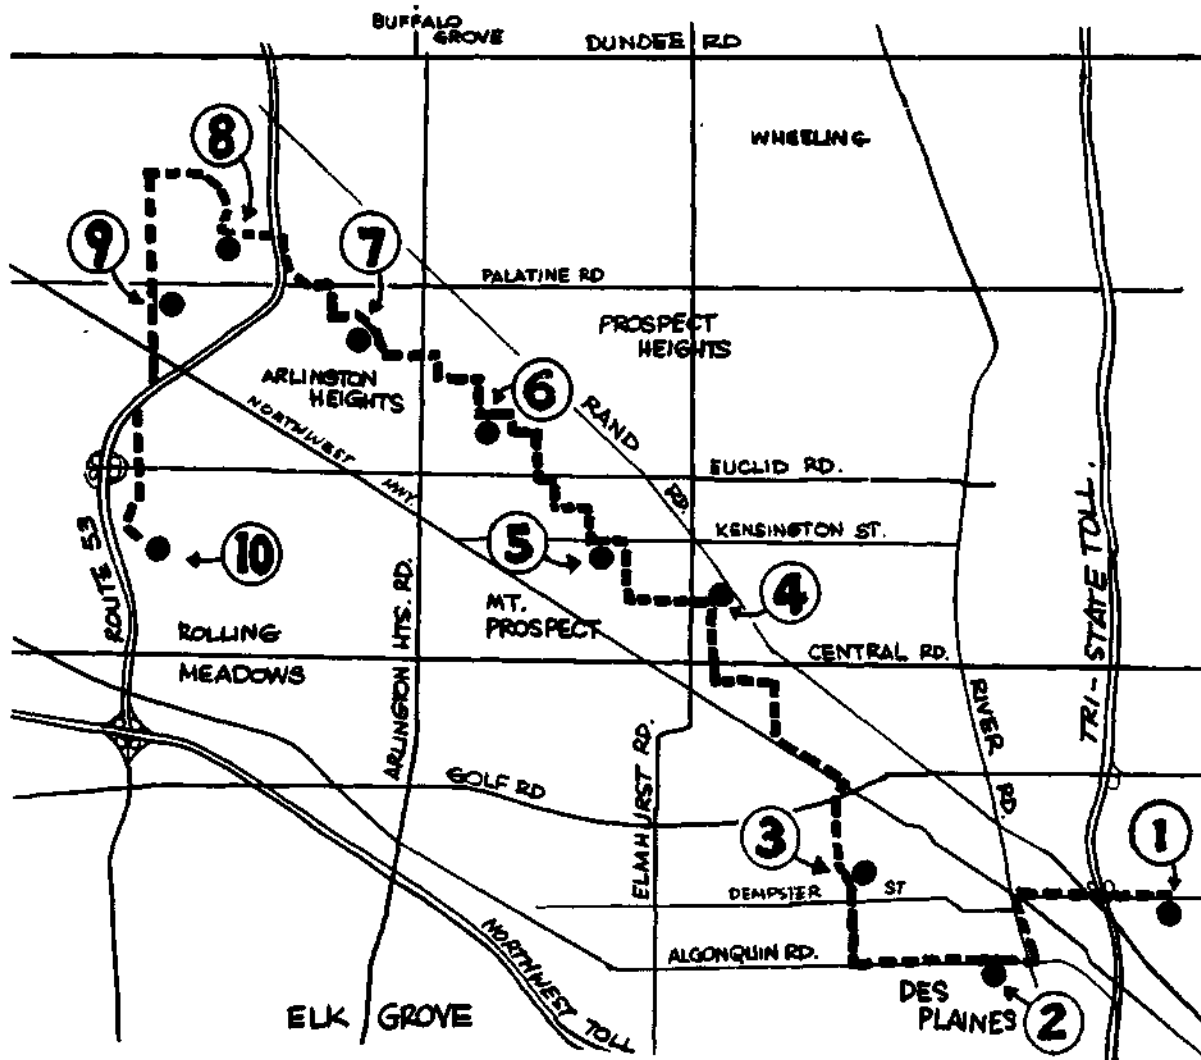 BUFFALO
GROVE
DUNDEE RD
WHEELING
8
9
7
PALATINE RD
PROSPECT
HEIGHTS
ARLINGTON
HEIGHTS
6
NORTHWEST HWY.
RAND RD.
EUCLID RD.
KENSINGTON ST.
5
10
4
ROUTE 53
ARLINGTON HTS. RD.
MT.
PROSPECT
ROLLING
MEADOWS
CENTRAL RD.
TRI-STATE TOLL.
RIVER RD.
ELMHURST RD.
GOLF RD
3
1
DEMPSTER ST
ALGONQUIN RD.
NORTHWEST TOLL
DES
PLAINES
2
ELK GROVE